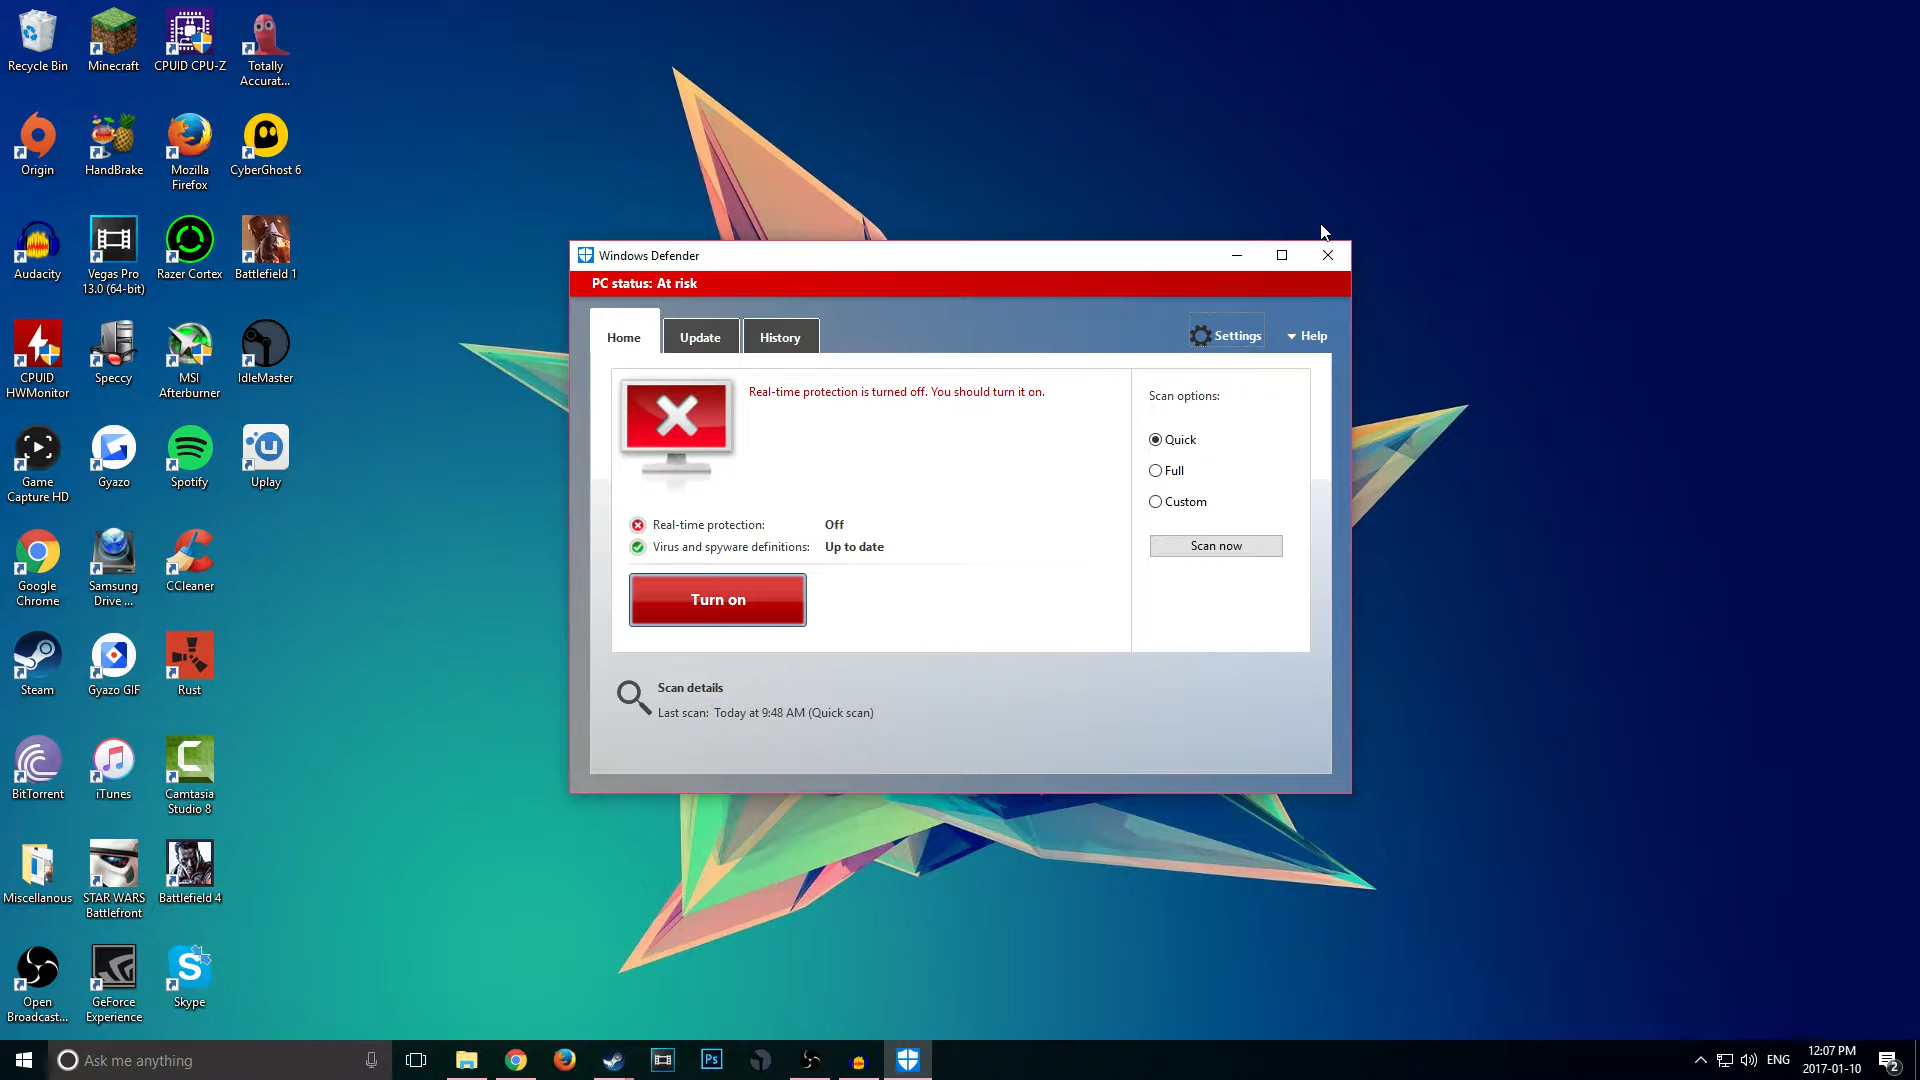 Recycle Bin
Minecraft
CPUID CPU-Z
Totally
Accurat...
Origin
HandBrake
Mozilla
Firefox
CyberGhost 6
Audacity
Vegas Pro
13.0 (64-bit)
Razer Cortex
Battlefield 1
CPUID
HWMonitor
Speccy
MSI
Afterburner
IdleMaster
Game
Capture HD
Gyazo
Spotify
Uplay
Google
Chrome
Samsung
Drive ...
CCleaner
Steam
Gyazo GIF
Rust
BitTorrent
iTunes
Camtasia
Studio 8
Miscellanous
STAR WARS
Battlefront
Battlefield 4
Open
Broadcast...
GeForce
Experience
Skype
Windows Defender
PC status: At risk
Home
Update
History
Settings
Help
Real-time protection is turned off. You should turn it on.
Real-time protection: Off
Virus and spyware definitions: Up to date
Turn on
Scan options:
Quick
Full
Custom
Scan now
Scan details
Last scan: Today at 9:48 AM (Quick scan)
Ask me anything
Ps
ENG
12:07 PM
2017-01-10
2